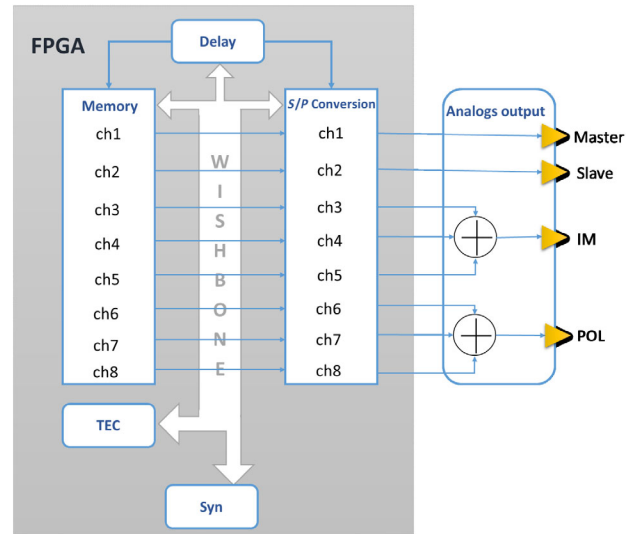 FPGA
Delay
Memory
ch1
ch2
ch3
ch4
ch5
ch6
ch7
ch8
WISHBONE
S/P Conversion
ch1
ch2
ch3
ch4
ch5
ch6
ch7
ch8
Analogs output
Master
Slave
IM
POL
TEC
Syn